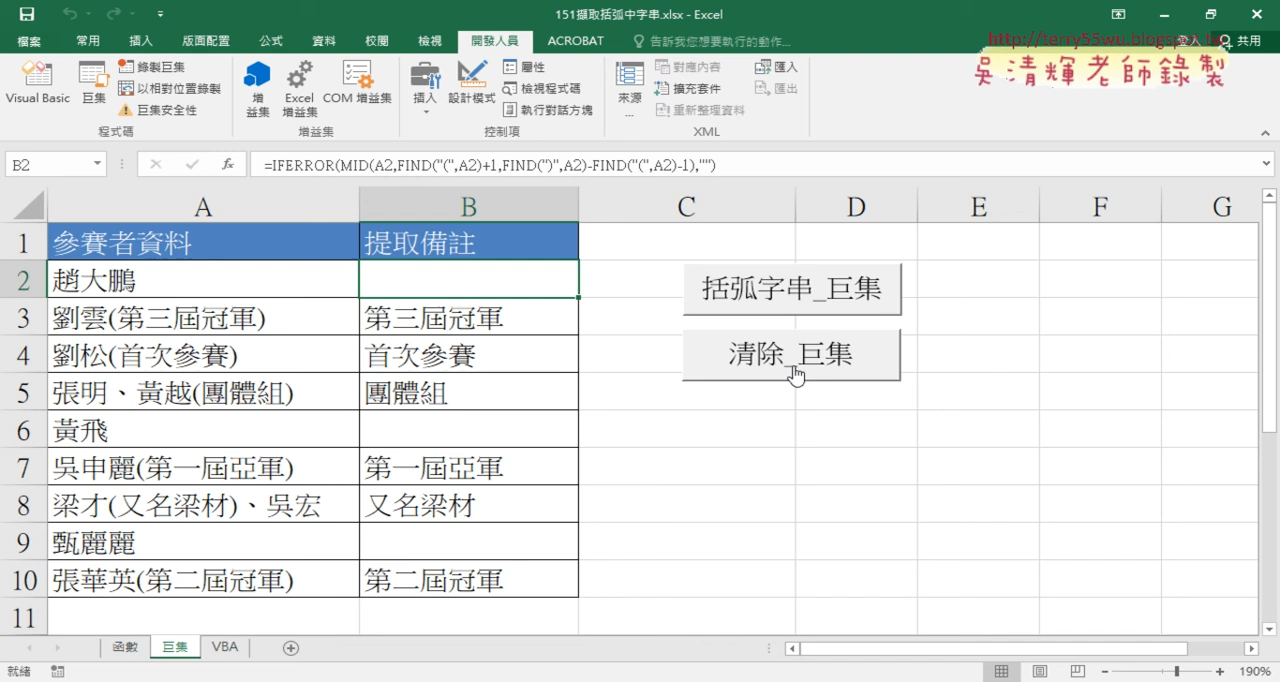 151擷取括弧中字串.xlsx - Excel
檔案 常用 插入 版面配置 公式 資料 校閱 檢視 開發人員 ACROBAT 告訴我您想要執行的動作... 登入 共用
http://terry55wu.blogspot.tw
吳清輝老師錄製
Visual Basic 巨集 錄製巨集 以相對位置錄製 巨集安全性
程式碼
增益集 Excel 增益集 COM 增益集
增益集
插入 設計模式 屬性 檢視程式碼 執行對話方塊
控制項
來源... 對應內容 擴充套件 重新整理資料 匯入 匯出
XML
B2 fx =IFERROR(MID(A2,FIND("(",A2)+1,FIND(")",A2)-FIND("(",A2)-1),"")
A B C D E F G
1 參賽者資料 提取備註
2 趙大鵬
括弧字串_巨集
3 劉雲(第三屆冠軍) 第三屆冠軍
4 劉松(首次參賽) 首次參賽
清除_巨集
5 張明、黃越(團體組) 團體組
6 黃飛
7 吳申麗(第一屆亞軍) 第一屆亞軍
8 梁才(又名梁材)、吳宏 又名梁材
9 甄麗麗
10 張華英(第二屆冠軍) 第二屆冠軍
11
函數 巨集 VBA
就緒 190%